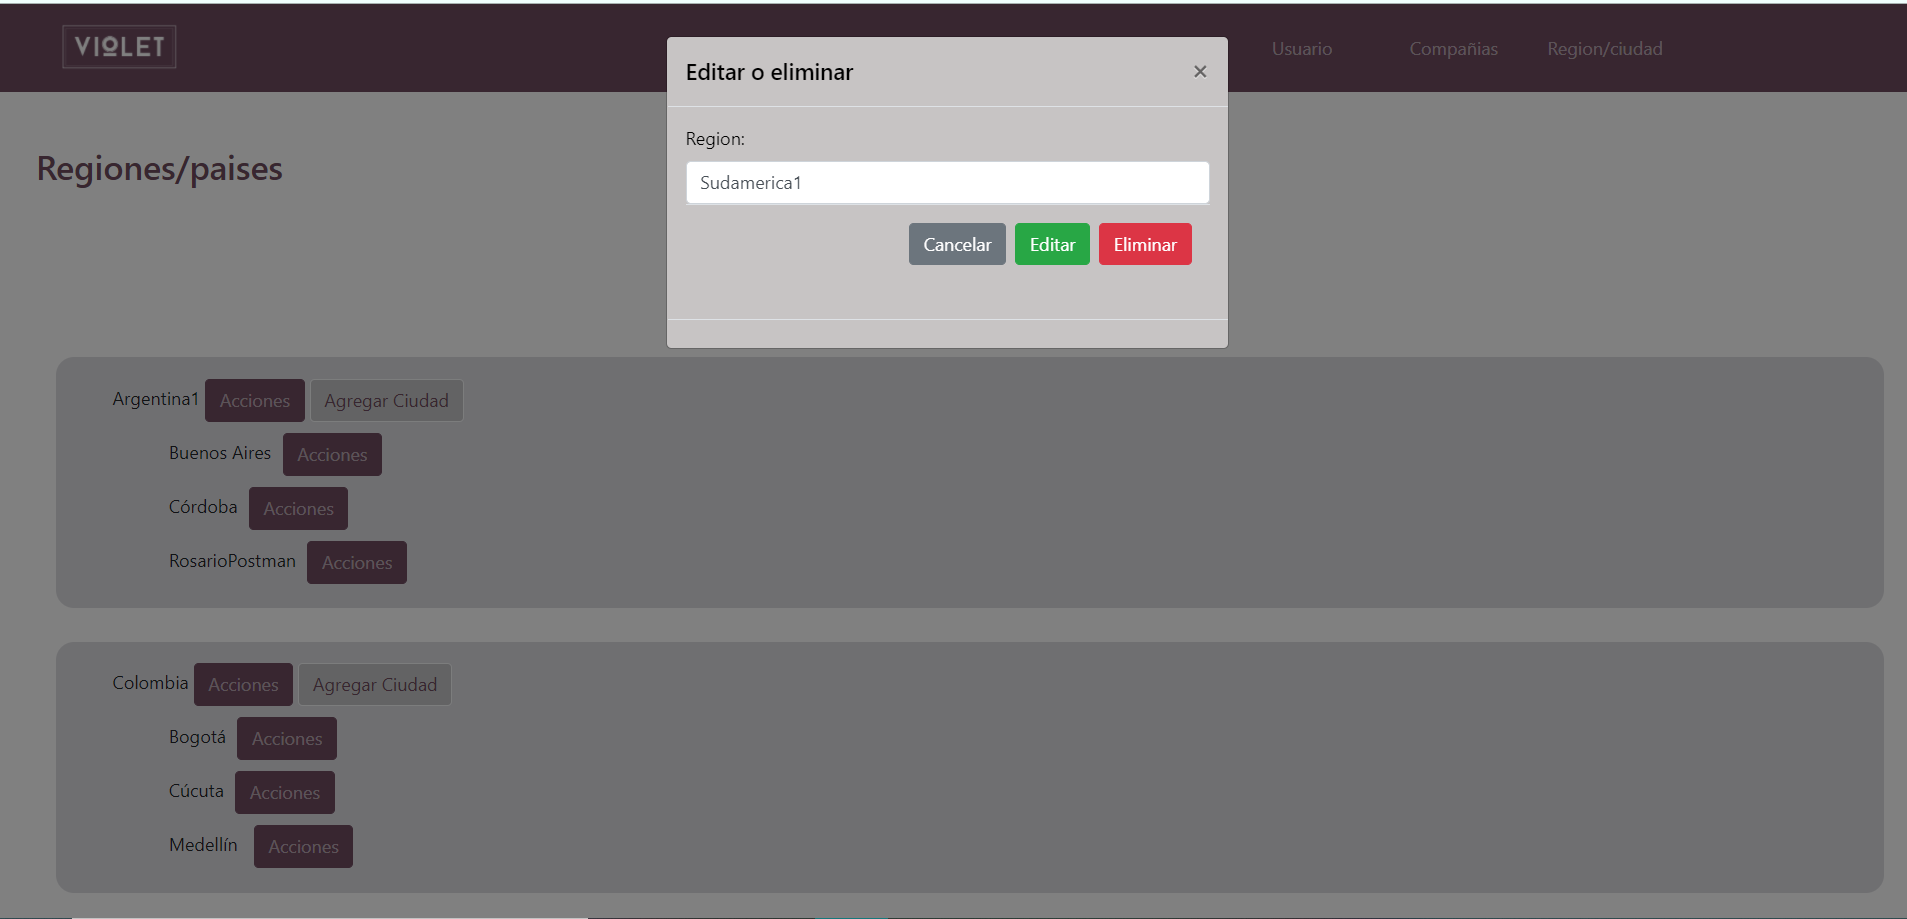 VIOLET
Usuario
Compañias
Region/ciudad
Editar o eliminar
×
Region:
Sudamerica1
Cancelar
Editar
Eliminar
Regiones/paises
Argentina1 Acciones Agregar Ciudad
Buenos Aires Acciones
Córdoba Acciones
RosarioPostman Acciones
Colombia Acciones Agregar Ciudad
Bogotá Acciones
Cúcuta Acciones
Medellín Acciones